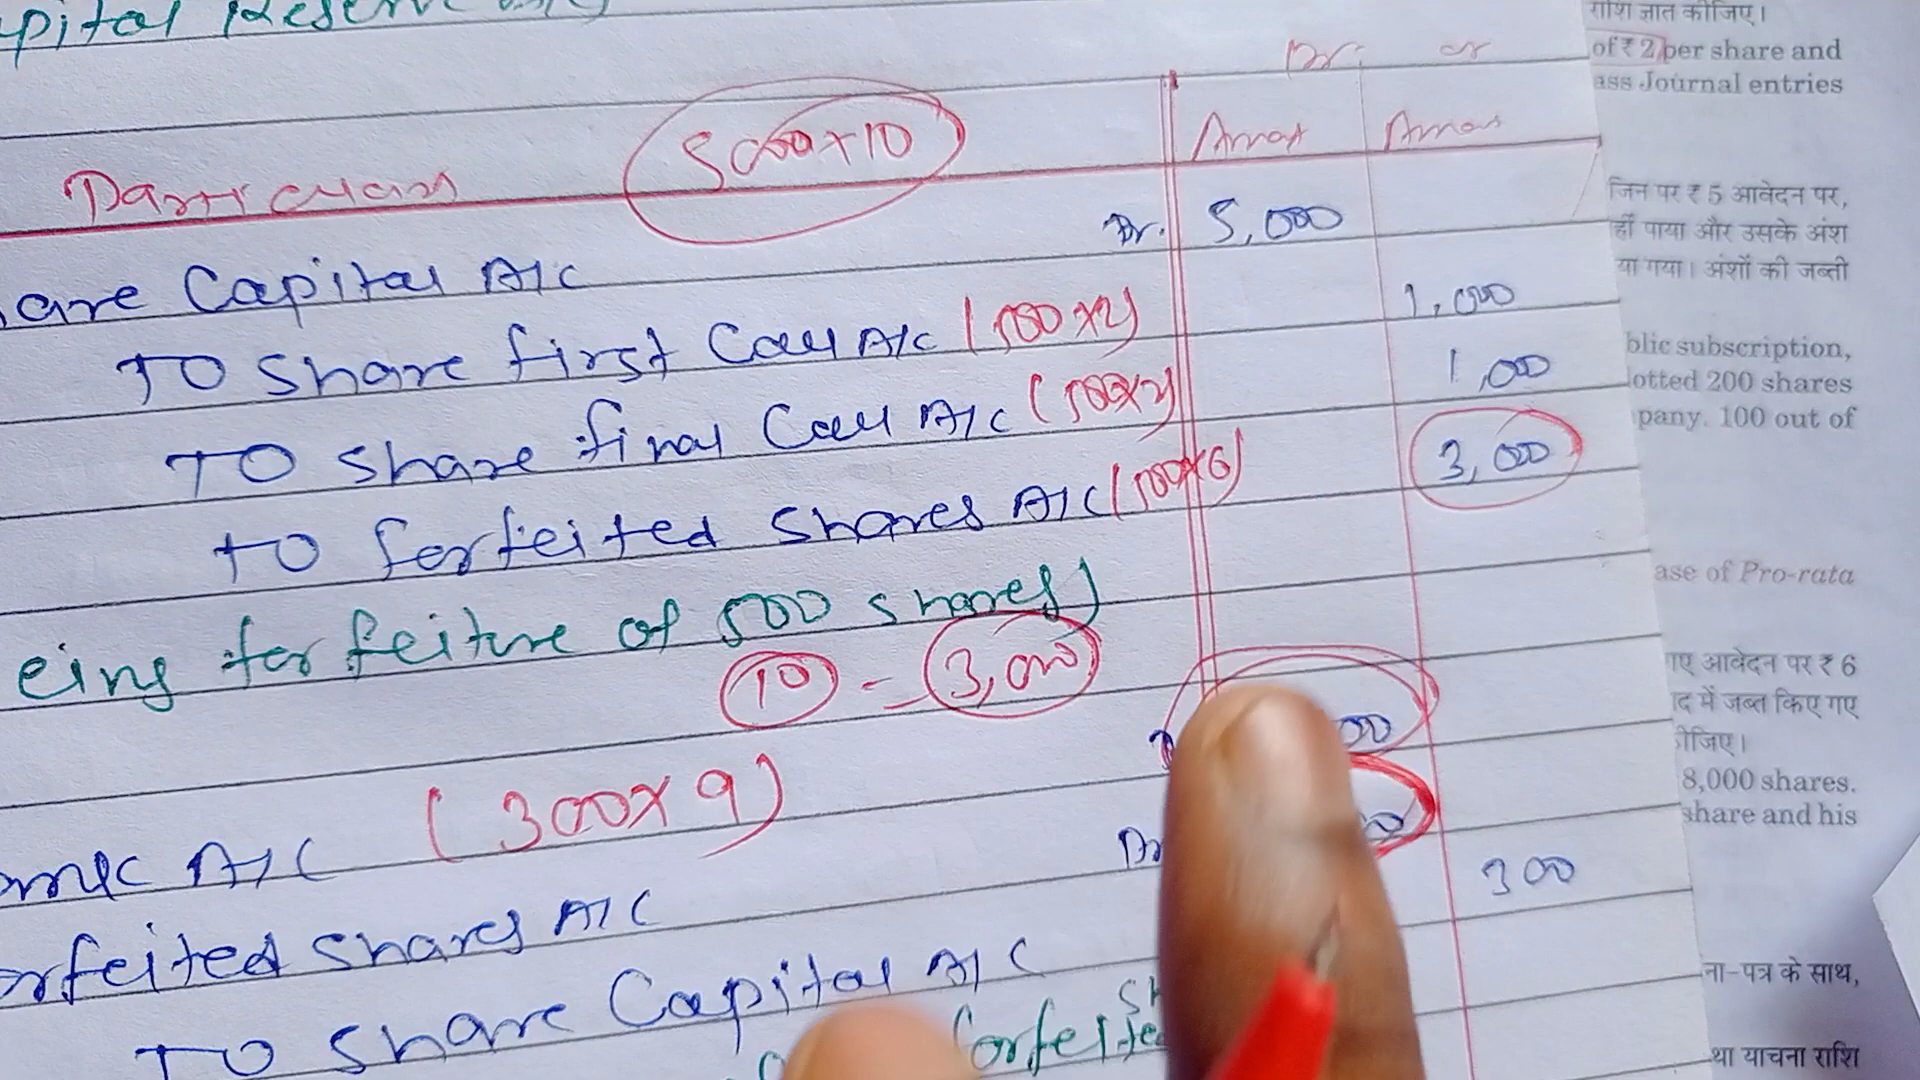 pital Reserve
Dr. cr
5000×10
Particulars Amount Amount
are Capital A/c Dr. 5,000
To share first Call A/c (500×2) 1,000
To share final Call A/c (500×2) 1,000
To forfeited shares A/c (500×6) 3,000
eing forfeiture of 500 shares)
10 - 3,000
(300×9)
A/c
rfeited shares A/c Dr
To share Capital A/c 300
forfeite
राशि ज्ञात कीजिए।
of ₹ 2 per share and
ass Journal entries
जिन पर ₹ 5 आवेदन पर,
हीं पाया और उसके अंश
या गया। अंशों की जब्ती
blic subscription,
lotted 200 shares
pany. 100 out of
ase of Pro-rata
गए आवेदन पर ₹ 6
द में जब्त किए गए
ीजिए।
8,000 shares.
share and his
ना-पत्र के साथ,
था याचना राशि